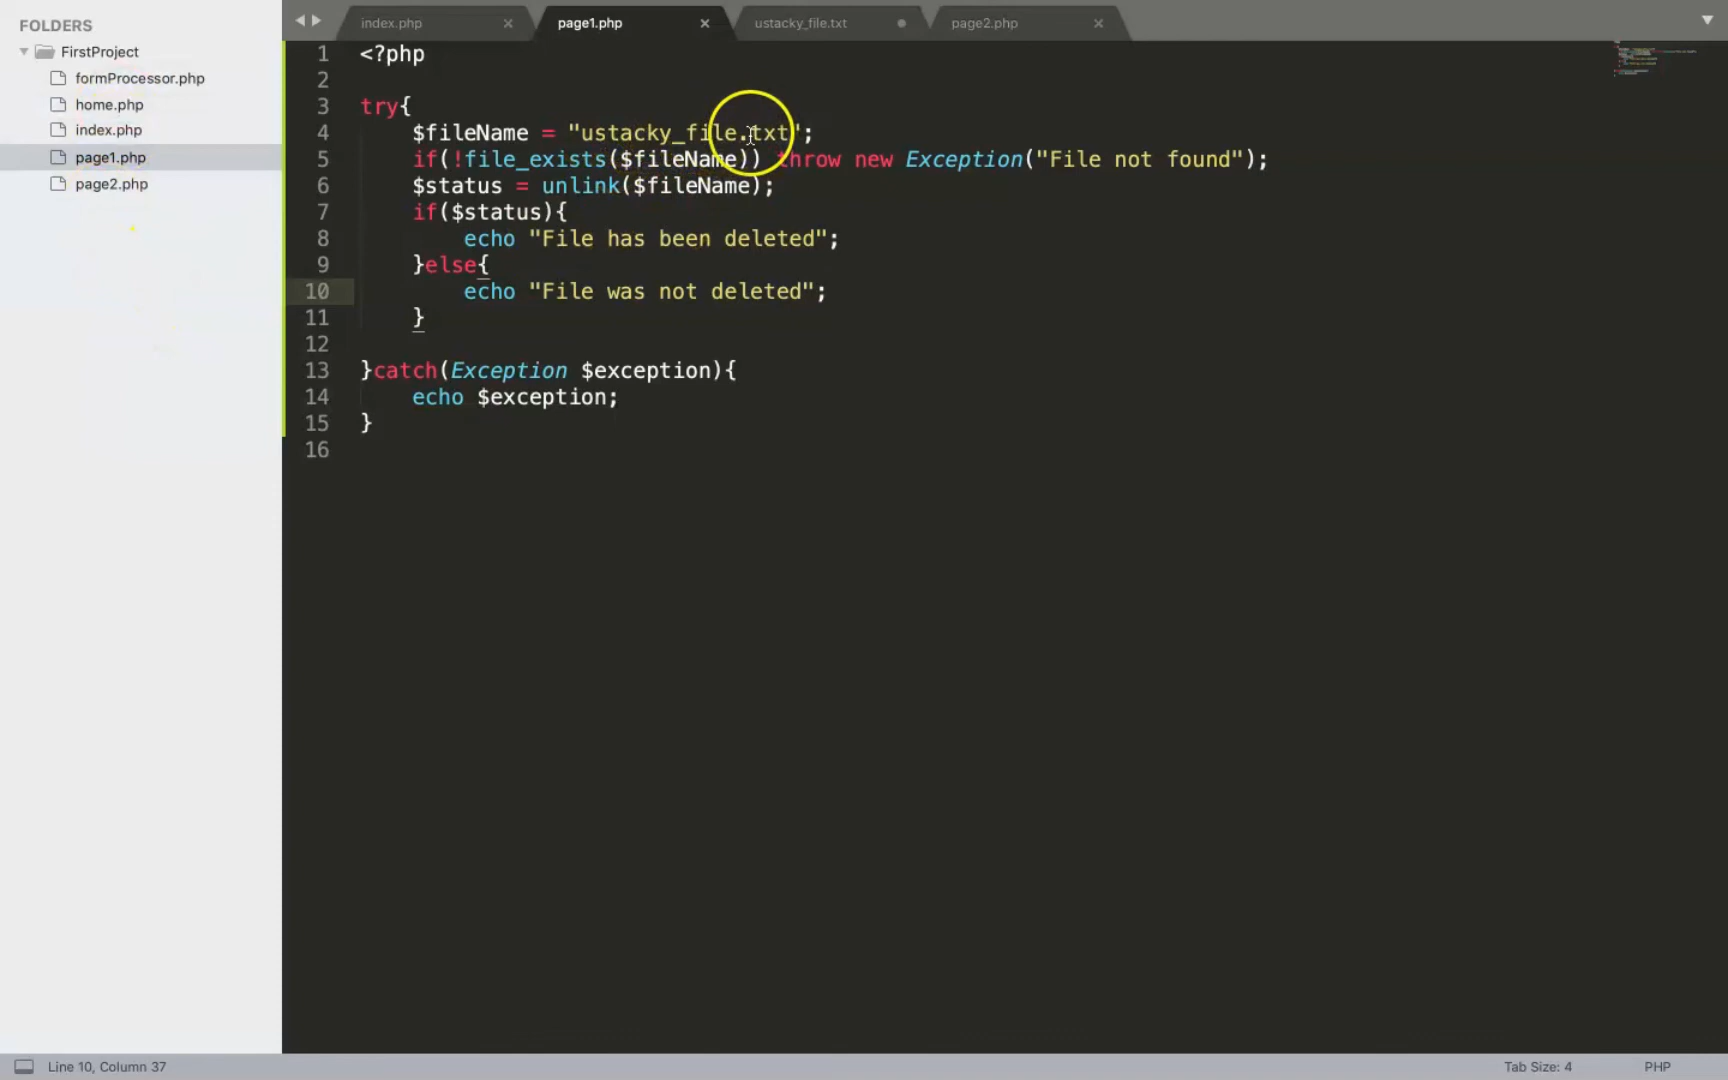 FOLDERS
FirstProject
formProcessor.php
home.php
index.php
page1.php
page2.php
index.php
page1.php
ustacky_file.txt
page2.php
1 <?php
2
3 try{
4 $fileName = "ustacky_file.txt";
5 if(!file_exists($fileName)) throw new Exception("File not found");
6 $status = unlink($fileName);
7 if($status){
8 echo "File has been deleted";
9 }else{
10 echo "File was not deleted";
11 }
12
13 }catch(Exception $exception){
14 echo $exception;
15 }
16
Line 10, Column 37
Tab Size: 4
PHP